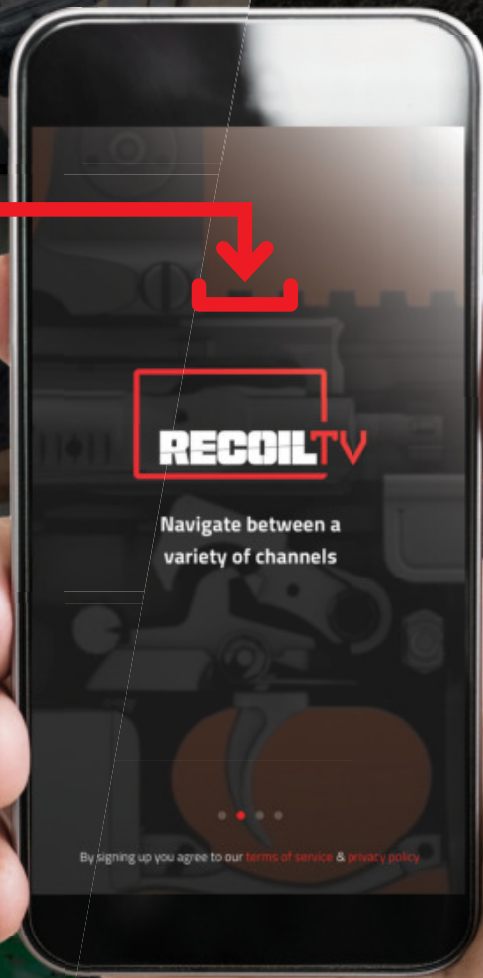 RECOILTV
Navigate between a
variety of channels
By signing up you agree to our terms of service & privacy policy